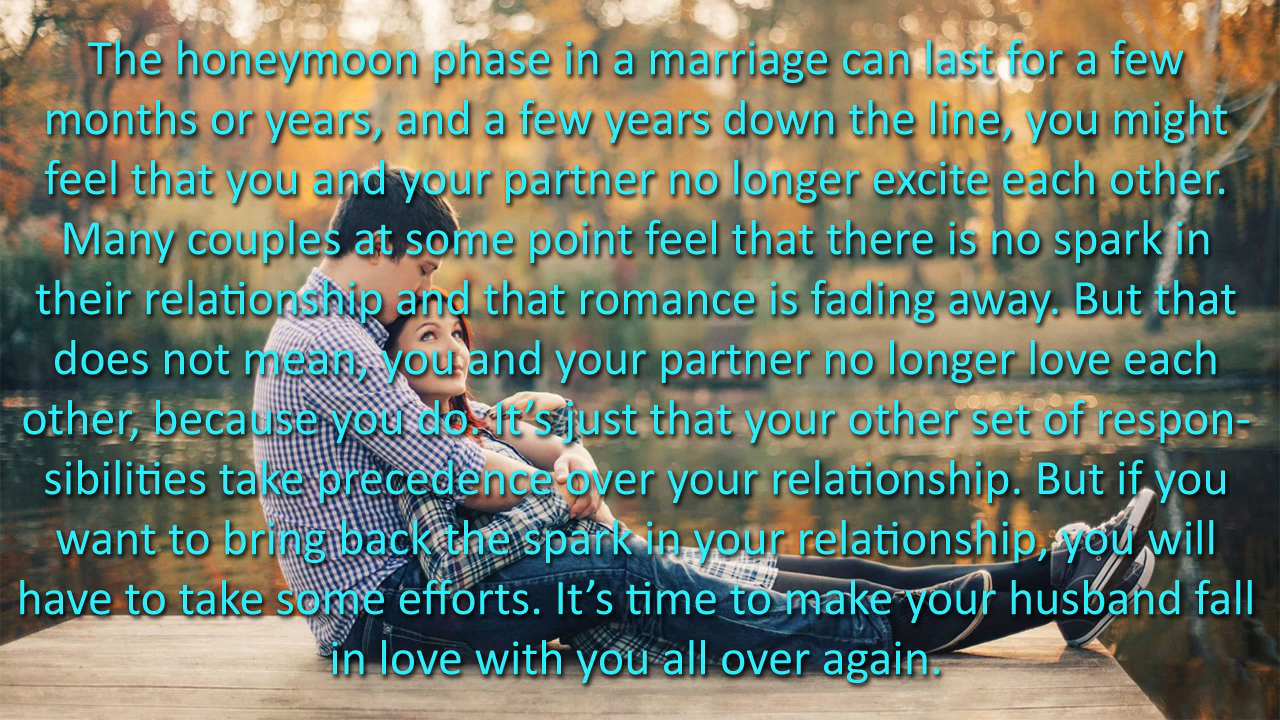 The honeymoon phase in a marriage can last for a few
months or years, and a few years down the line, you might
feel that you and your partner no longer excite each other.
Many couples at some point feel that there is no spark in
their relationship and that romance is fading away. But that
does not mean, you and your partner no longer love each
other, because you do. It’s just that your other set of respon-
sibilities take precedence over your relationship. But if you
want to bring back the spark in your relationship, you will
have to take some efforts. It’s time to make your husband fall
in love with you all over again.